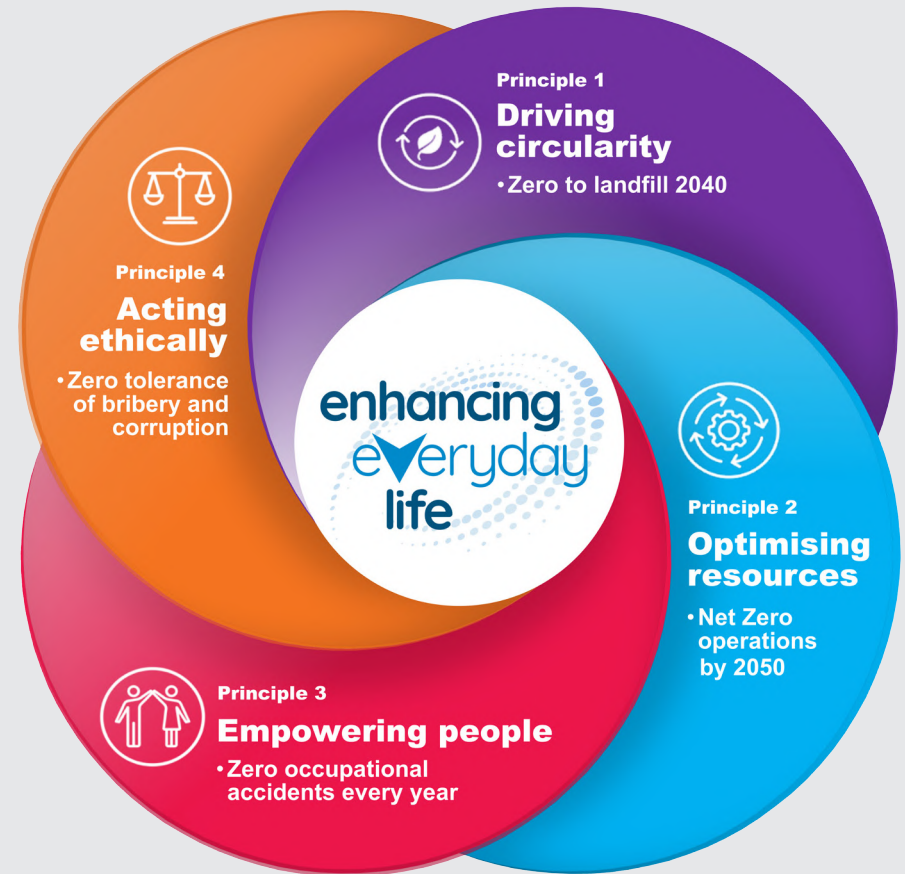 Principle 1
Driving
circularity
•Zero to landfill 2040
Principle 2
Optimising
resources
•Net Zero
operations
by 2050
Principle 3
Empowering people
•Zero occupational
accidents every year
Principle 4
Acting
ethically
•Zero tolerance
of bribery and
corruption
enhancing
everyday
life